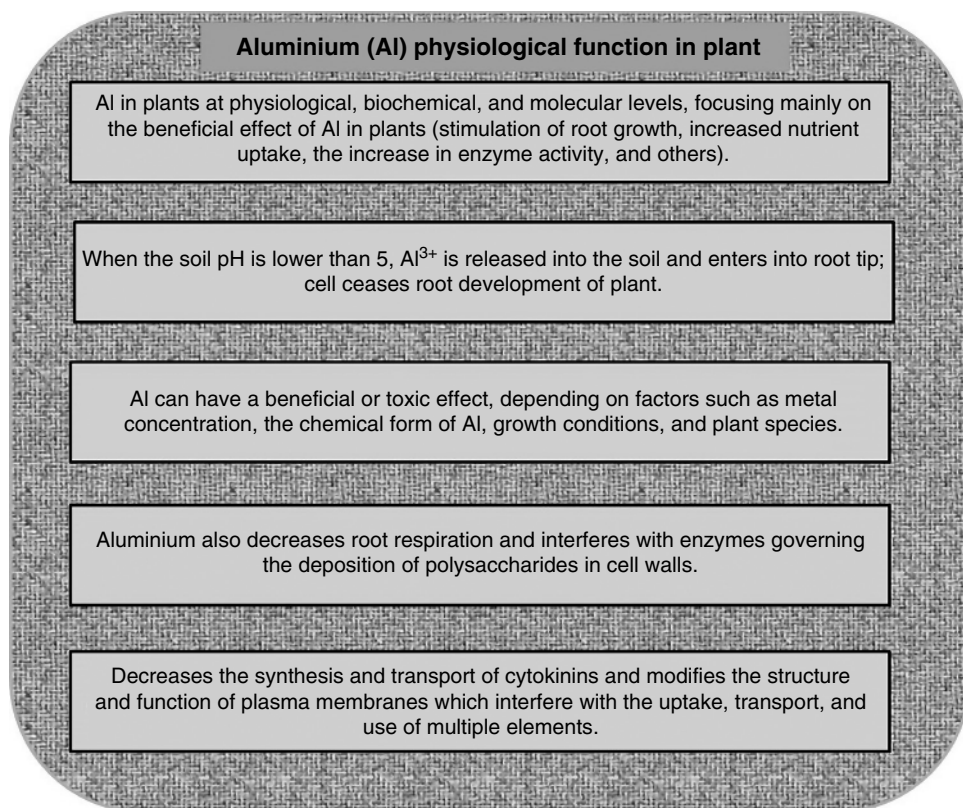 Aluminium (Al) physiological function in plant
Al in plants at physiological, biochemical, and molecular levels, focusing mainly on
the beneficial effect of Al in plants (stimulation of root growth, increased nutrient
uptake, the increase in enzyme activity, and others).
When the soil pH is lower than 5, Al³⁺ is released into the soil and enters into root tip;
cell ceases root development of plant.
Al can have a beneficial or toxic effect, depending on factors such as metal
concentration, the chemical form of Al, growth conditions, and plant species.
Aluminium also decreases root respiration and interferes with enzymes governing
the deposition of polysaccharides in cell walls.
Decreases the synthesis and transport of cytokinins and modifies the structure
and function of plasma membranes which interfere with the uptake, transport, and
use of multiple elements.